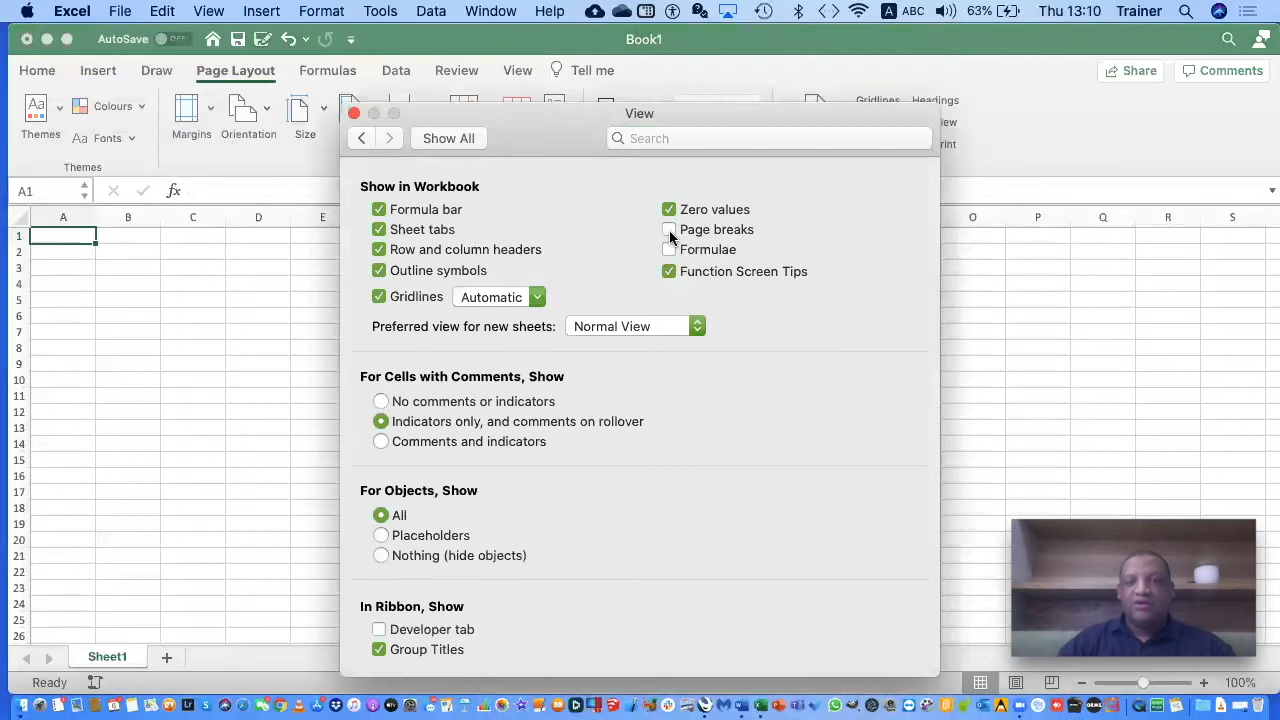 Excel File Edit View Insert Format Tools Data Window Help ABC 63% Thu 13:10 Trainer
AutoSave OFF Book1
Home Insert Draw Page Layout Formulas Data Review View Tell me Share Comments
Aa Colours Gridlines Headings
Themes Aa Fonts Margins Orientation Size
Themes
View
Show All Search
A1 fx
A B C D E O P Q R S
Show in Workbook
Formula bar Zero values
Sheet tabs Page breaks
Row and column headers Formulae
Outline symbols Function Screen Tips
Gridlines Automatic
Preferred view for new sheets: Normal View
For Cells with Comments, Show
No comments or indicators
Indicators only, and comments on rollover
Comments and indicators
For Objects, Show
All
Placeholders
Nothing (hide objects)
In Ribbon, Show
Developer tab
Group Titles
1
2
3
4
5
6
7
8
9
10
11
12
13
14
15
16
17
18
19
20
21
22
23
24
25
26
Sheet1
Ready 100%